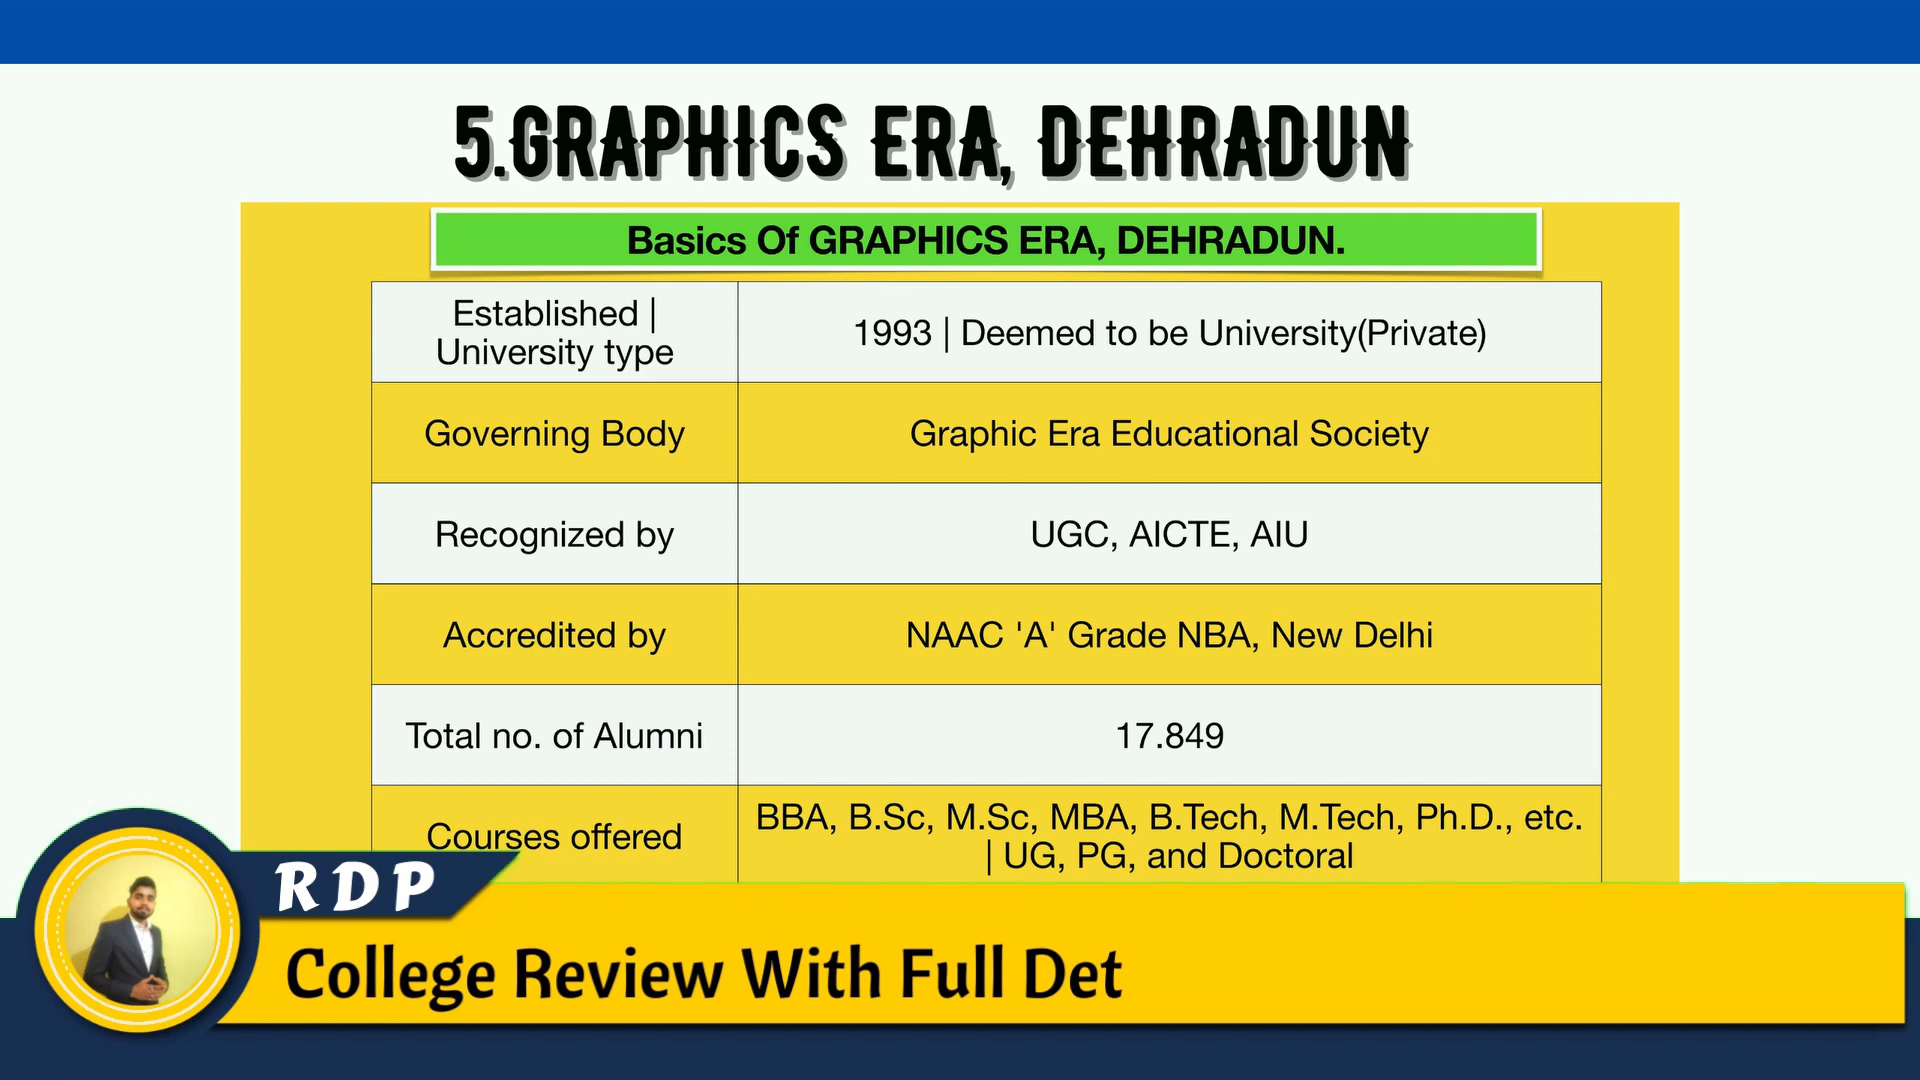 5.GRAPHICS ERA, DEHRADUN
Basics Of GRAPHICS ERA, DEHRADUN.
Established |
University type
1993 | Deemed to be University(Private)
Governing Body
Graphic Era Educational Society
Recognized by
UGC, AICTE, AIU
Accredited by
NAAC 'A' Grade NBA, New Delhi
Total no. of Alumni
17.849
Courses offered
BBA, B.Sc, M.Sc, MBA, B.Tech, M.Tech, Ph.D., etc.
| UG, PG, and Doctoral
RDP
College Review With Full Det